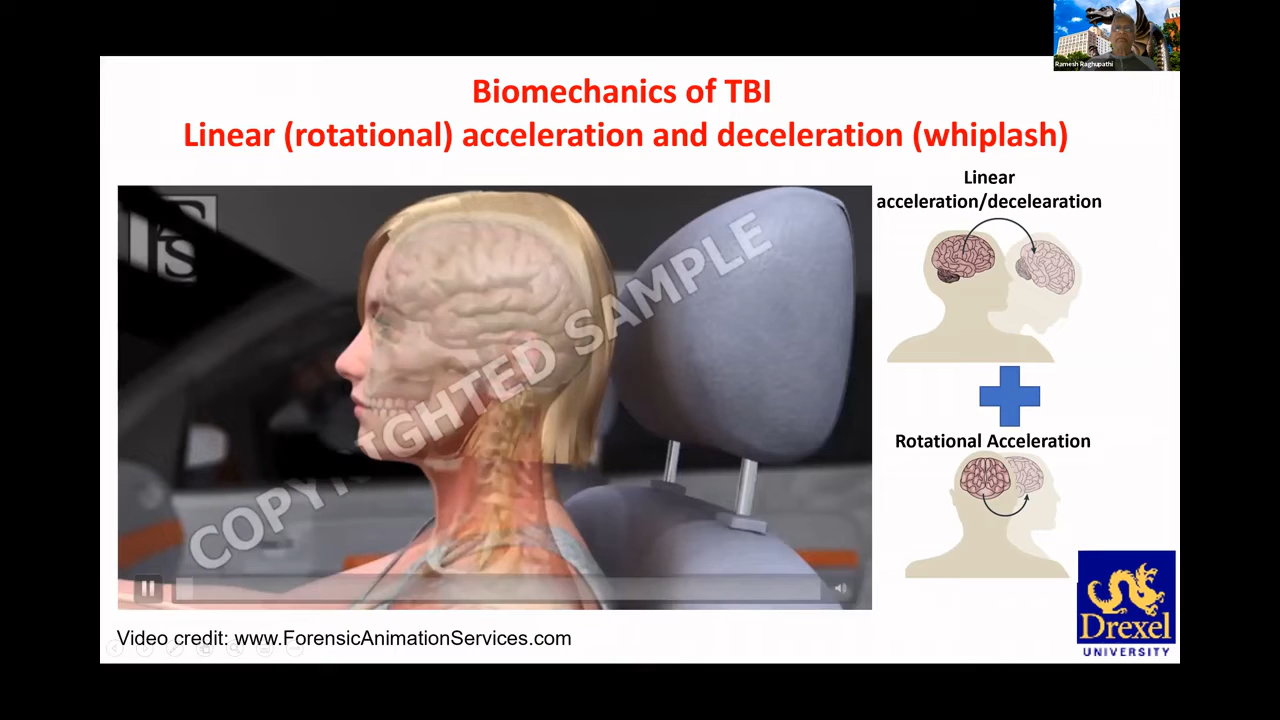 Ramesh Raghupathi
Biomechanics of TBI
Linear (rotational) acceleration and deceleration (whiplash)
Linear
acceleration/decelearation
COPYRIGHTED SAMPLE
Rotational Acceleration
Drexel
UNIVERSITY
Video credit: www.ForensicAnimationServices.com